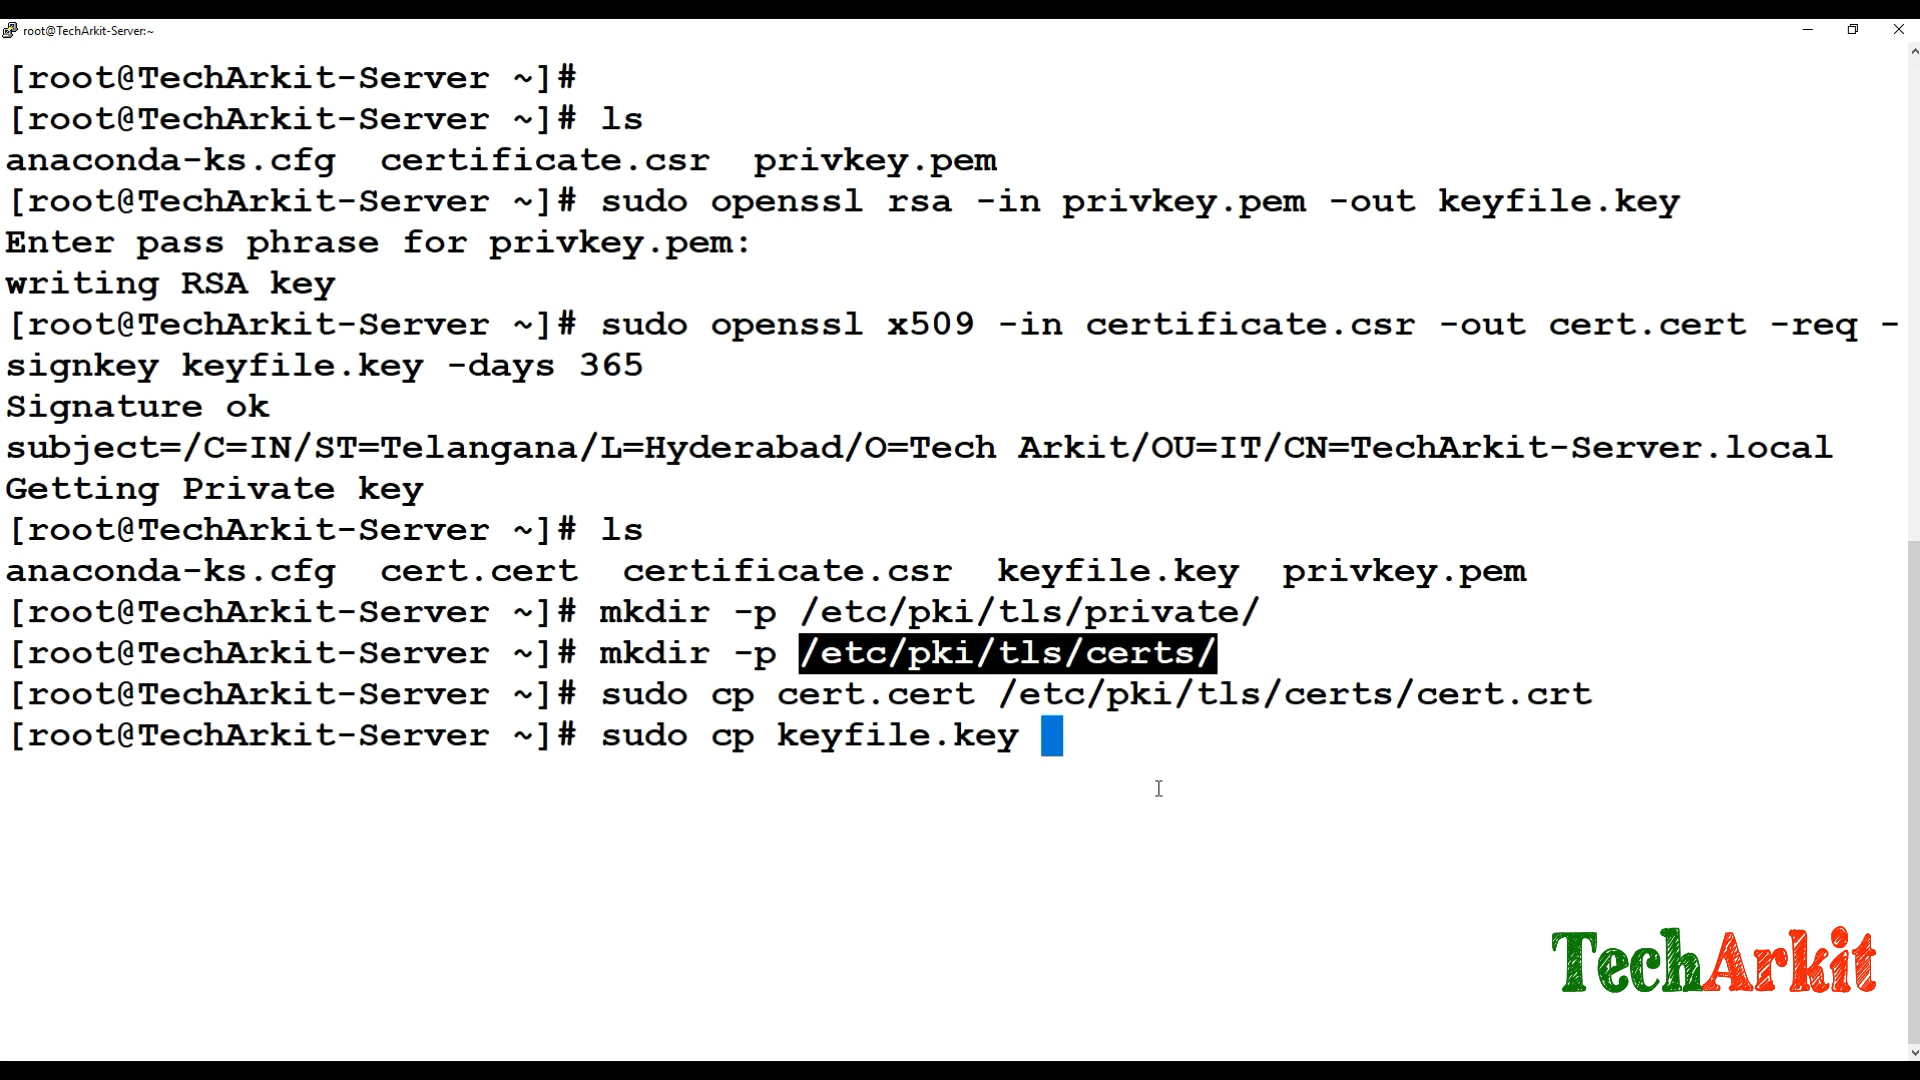 root@TechArkit-Server:~
[root@TechArkit-Server ~]#
[root@TechArkit-Server ~]# ls
anaconda-ks.cfg  certificate.csr  privkey.pem
[root@TechArkit-Server ~]# sudo openssl rsa -in privkey.pem -out keyfile.key
Enter pass phrase for privkey.pem:
writing RSA key
[root@TechArkit-Server ~]# sudo openssl x509 -in certificate.csr -out cert.cert -req -
signkey keyfile.key -days 365
Signature ok
subject=/C=IN/ST=Telangana/L=Hyderabad/O=Tech Arkit/OU=IT/CN=TechArkit-Server.local
Getting Private key
[root@TechArkit-Server ~]# ls
anaconda-ks.cfg  cert.cert  certificate.csr  keyfile.key  privkey.pem
[root@TechArkit-Server ~]# mkdir -p /etc/pki/tls/private/
[root@TechArkit-Server ~]# mkdir -p /etc/pki/tls/certs/
[root@TechArkit-Server ~]# sudo cp cert.cert /etc/pki/tls/certs/cert.crt
[root@TechArkit-Server ~]# sudo cp keyfile.key
TechArkit